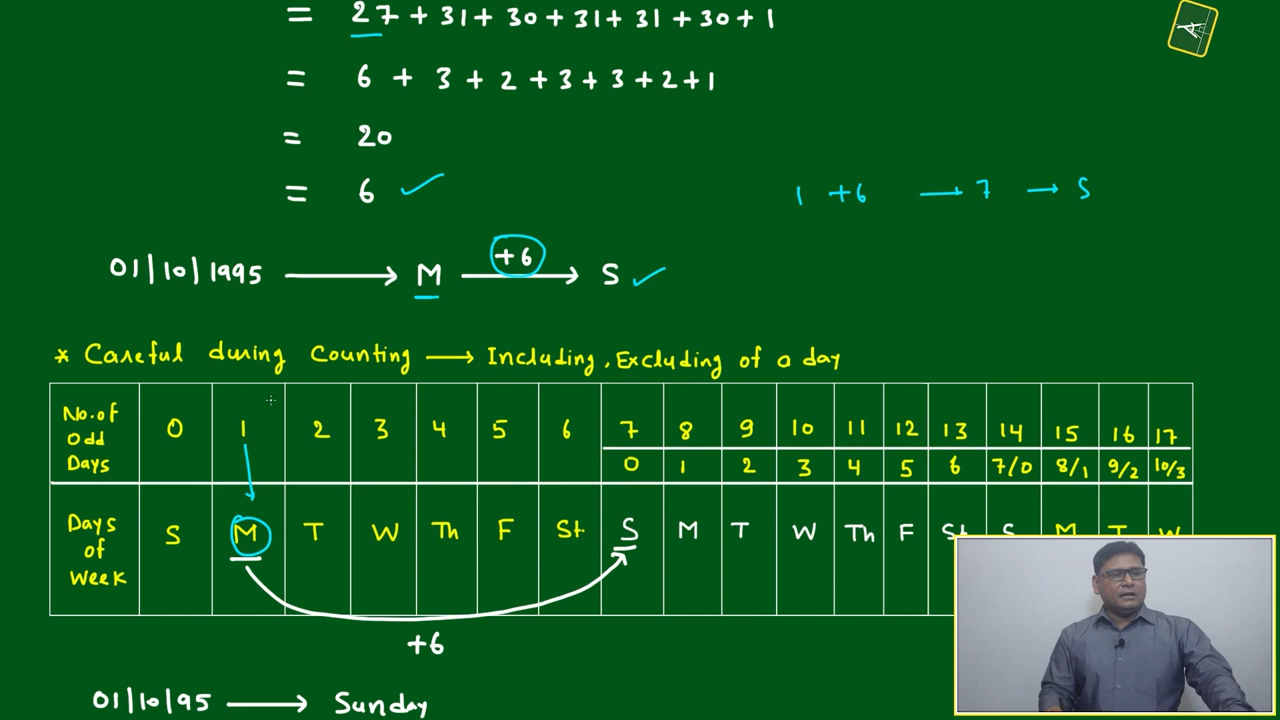 = 27 + 31 + 30 + 31 + 31 + 30 + 1
= 6 + 3 + 2 + 3 + 3 + 2 + 1
= 20
= 6
1 + 6 → 7 → S
01|10|1995 → M +6 → S
* Careful during Counting → Including, Excluding of a day
No. of Odd Days 0 1 2 3 4 5 6 7 8 9 10 11 12 13 14 15 16 17
0 1 2 3 4 5 6 7/0 8/1 9/2 10/3
Days of Week S M T W Th F St S M T W Th F St S M T W
+6
01|10|95 → Sunday